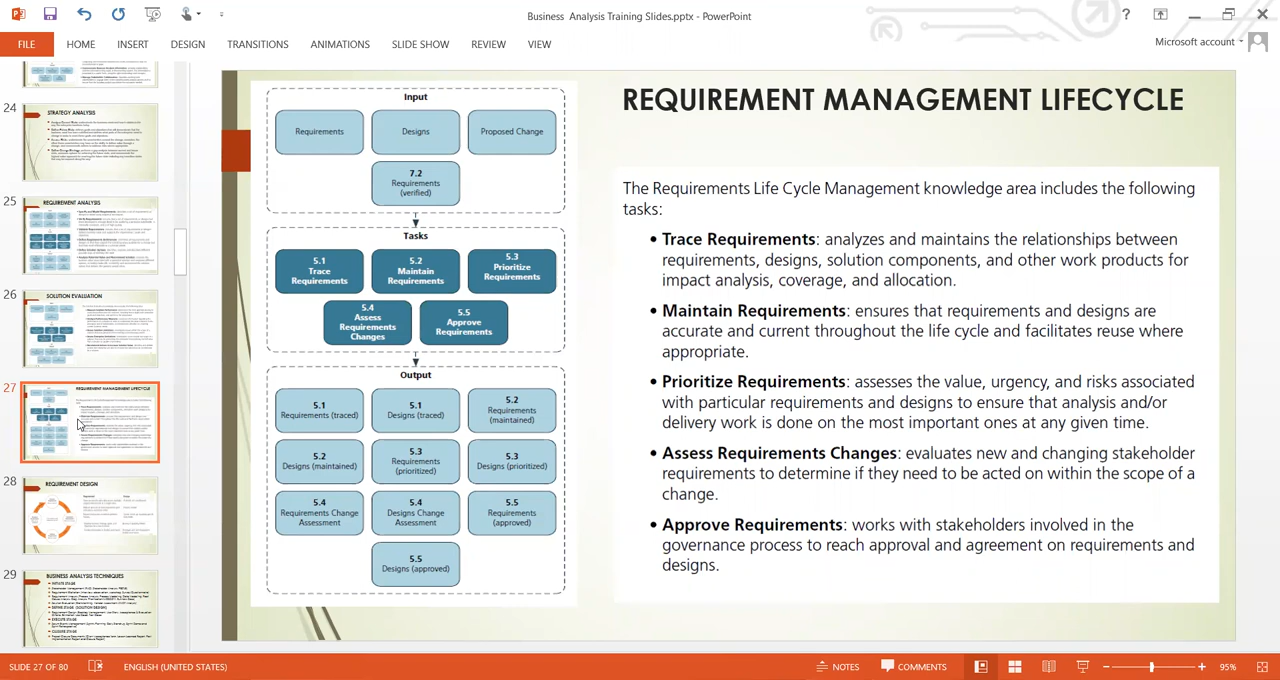 Business Analysis Training Slides.pptx - PowerPoint
?
FILE
HOME
INSERT
DESIGN
TRANSITIONS
ANIMATIONS
SLIDE SHOW
REVIEW
VIEW
Microsoft account
24
STRATEGY ANALYSIS
25
REQUIREMENT ANALYSIS
26
SOLUTION EVALUATION
27
REQUIREMENT MANAGEMENT LIFECYCLE
28
REQUIREMENT DESIGN
29
BUSINESS ANALYSIS TECHNIQUES
Input
Requirements
Designs
Proposed Change
7.2
Requirements
(verified)
Tasks
5.1
Trace
Requirements
5.2
Maintain
Requirements
5.3
Prioritize
Requirements
5.4
Assess
Requirements
Changes
5.5
Approve
Requirements
Output
5.1
Requirements (traced)
5.1
Designs (traced)
5.2
Requirements
(maintained)
5.2
Designs (maintained)
5.3
Requirements
(prioritized)
5.3
Designs (prioritized)
5.4
Requirements Change
Assessment
5.4
Designs Change
Assessment
5.5
Requirements
(approved)
5.5
Designs (approved)
REQUIREMENT MANAGEMENT LIFECYCLE
The Requirements Life Cycle Management knowledge area includes the following
tasks:
• Trace Requirements: analyzes and maintains the relationships between
requirements, designs, solution components, and other work products for
impact analysis, coverage, and allocation.
• Maintain Requirements: ensures that requirements and designs are
accurate and current throughout the life cycle and facilitates reuse where
appropriate.
• Prioritize Requirements: assesses the value, urgency, and risks associated
with particular requirements and designs to ensure that analysis and/or
delivery work is done on the most important ones at any given time.
• Assess Requirements Changes: evaluates new and changing stakeholder
requirements to determine if they need to be acted on within the scope of a
change.
• Approve Requirements: works with stakeholders involved in the
governance process to reach approval and agreement on requirements and
designs.
SLIDE 27 OF 80
ENGLISH (UNITED STATES)
NOTES
COMMENTS
95%